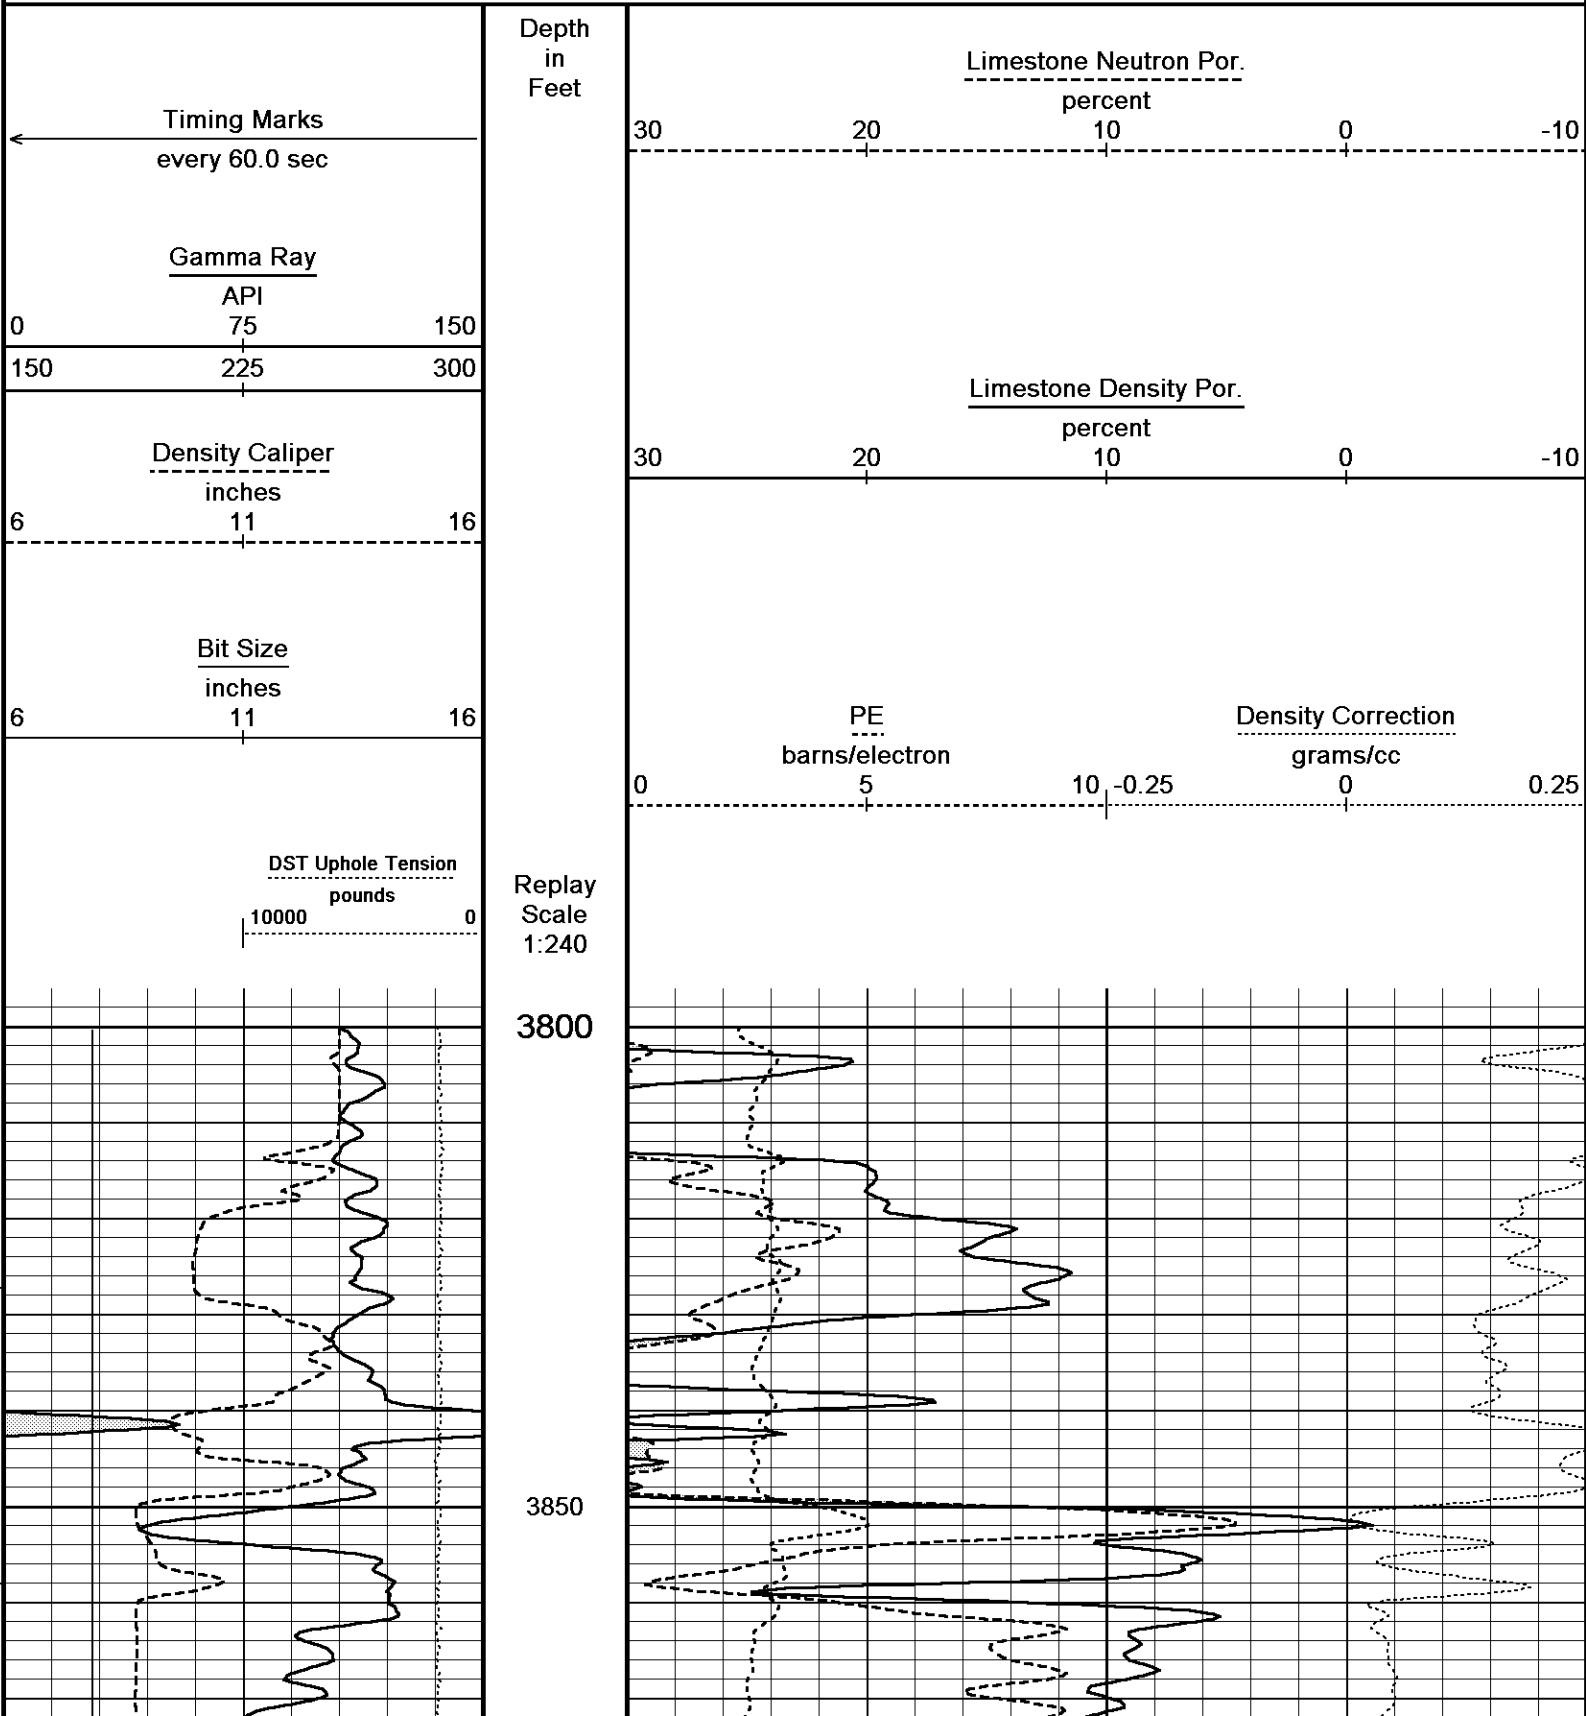 Timing Marks
every 60.0 sec
Gamma Ray
API
0 75 150
150 225 300
Density Caliper
inches
6 11 16
Bit Size
inches
6 11 16
DST Uphole Tension
pounds
10000 0
Depth
in
Feet
Replay
Scale
1:240
3800
3850
Limestone Neutron Por.
percent
30 20 10 0 -10
Limestone Density Por.
percent
30 20 10 0 -10
PE
barns/electron
0 5 10
Density Correction
grams/cc
-0.25 0 0.25